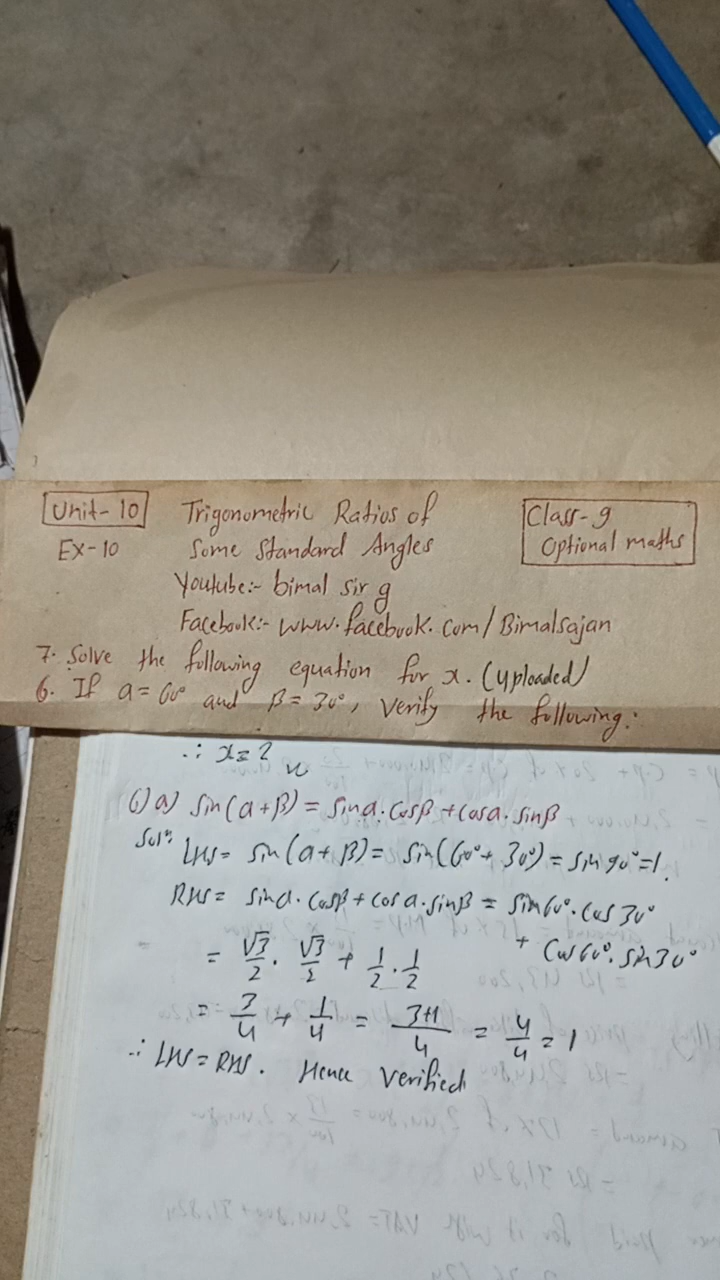 Unit-10 Trigonometric Ratios of
Class-9
EX-10 Some Standard Angles
Optional maths
Youtube:- bimal sir g
Facebook:- www.facebook.com/Bimalsajan
7. Solve the following equation for x. (uploaded)
6. If α = 60° and β = 30°, Verify the following:
∴ x = 2
6) a) sin(α+β) = sinα.cosβ + cosα.sinβ
Solⁿ LHS = sin(α+β) = sin(60°+30°) = sin90° = 1.
RHS = sinα.cosβ + cosα.sinβ = sin60°.cos30°
+ cos60°.sin30°
= √3/2 . √3/2 + 1/2 . 1/2
= 3/4 + 1/4 = 3+1/4 = 4/4 = 1
∴ LHS = RHS. Hence Verified